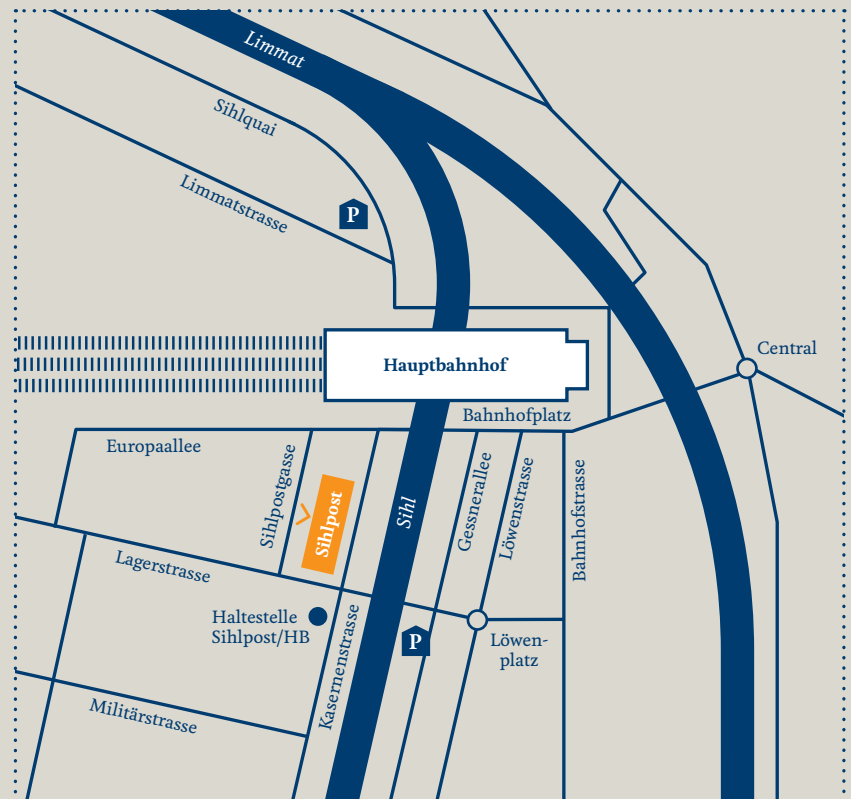 Limmat
Sihlquai
Limmatstrasse
P
Central
Hauptbahnhof
Bahnhofplatz
Europaallee
Sihlpostgasse
Sihlpost
Sihl
Gessnerallee
Löwenstrasse
Bahnhofstrasse
Lagerstrasse
Haltestelle
Sihlpost/HB
Kasernenstrasse
P
Löwen-
platz
Militärstrasse